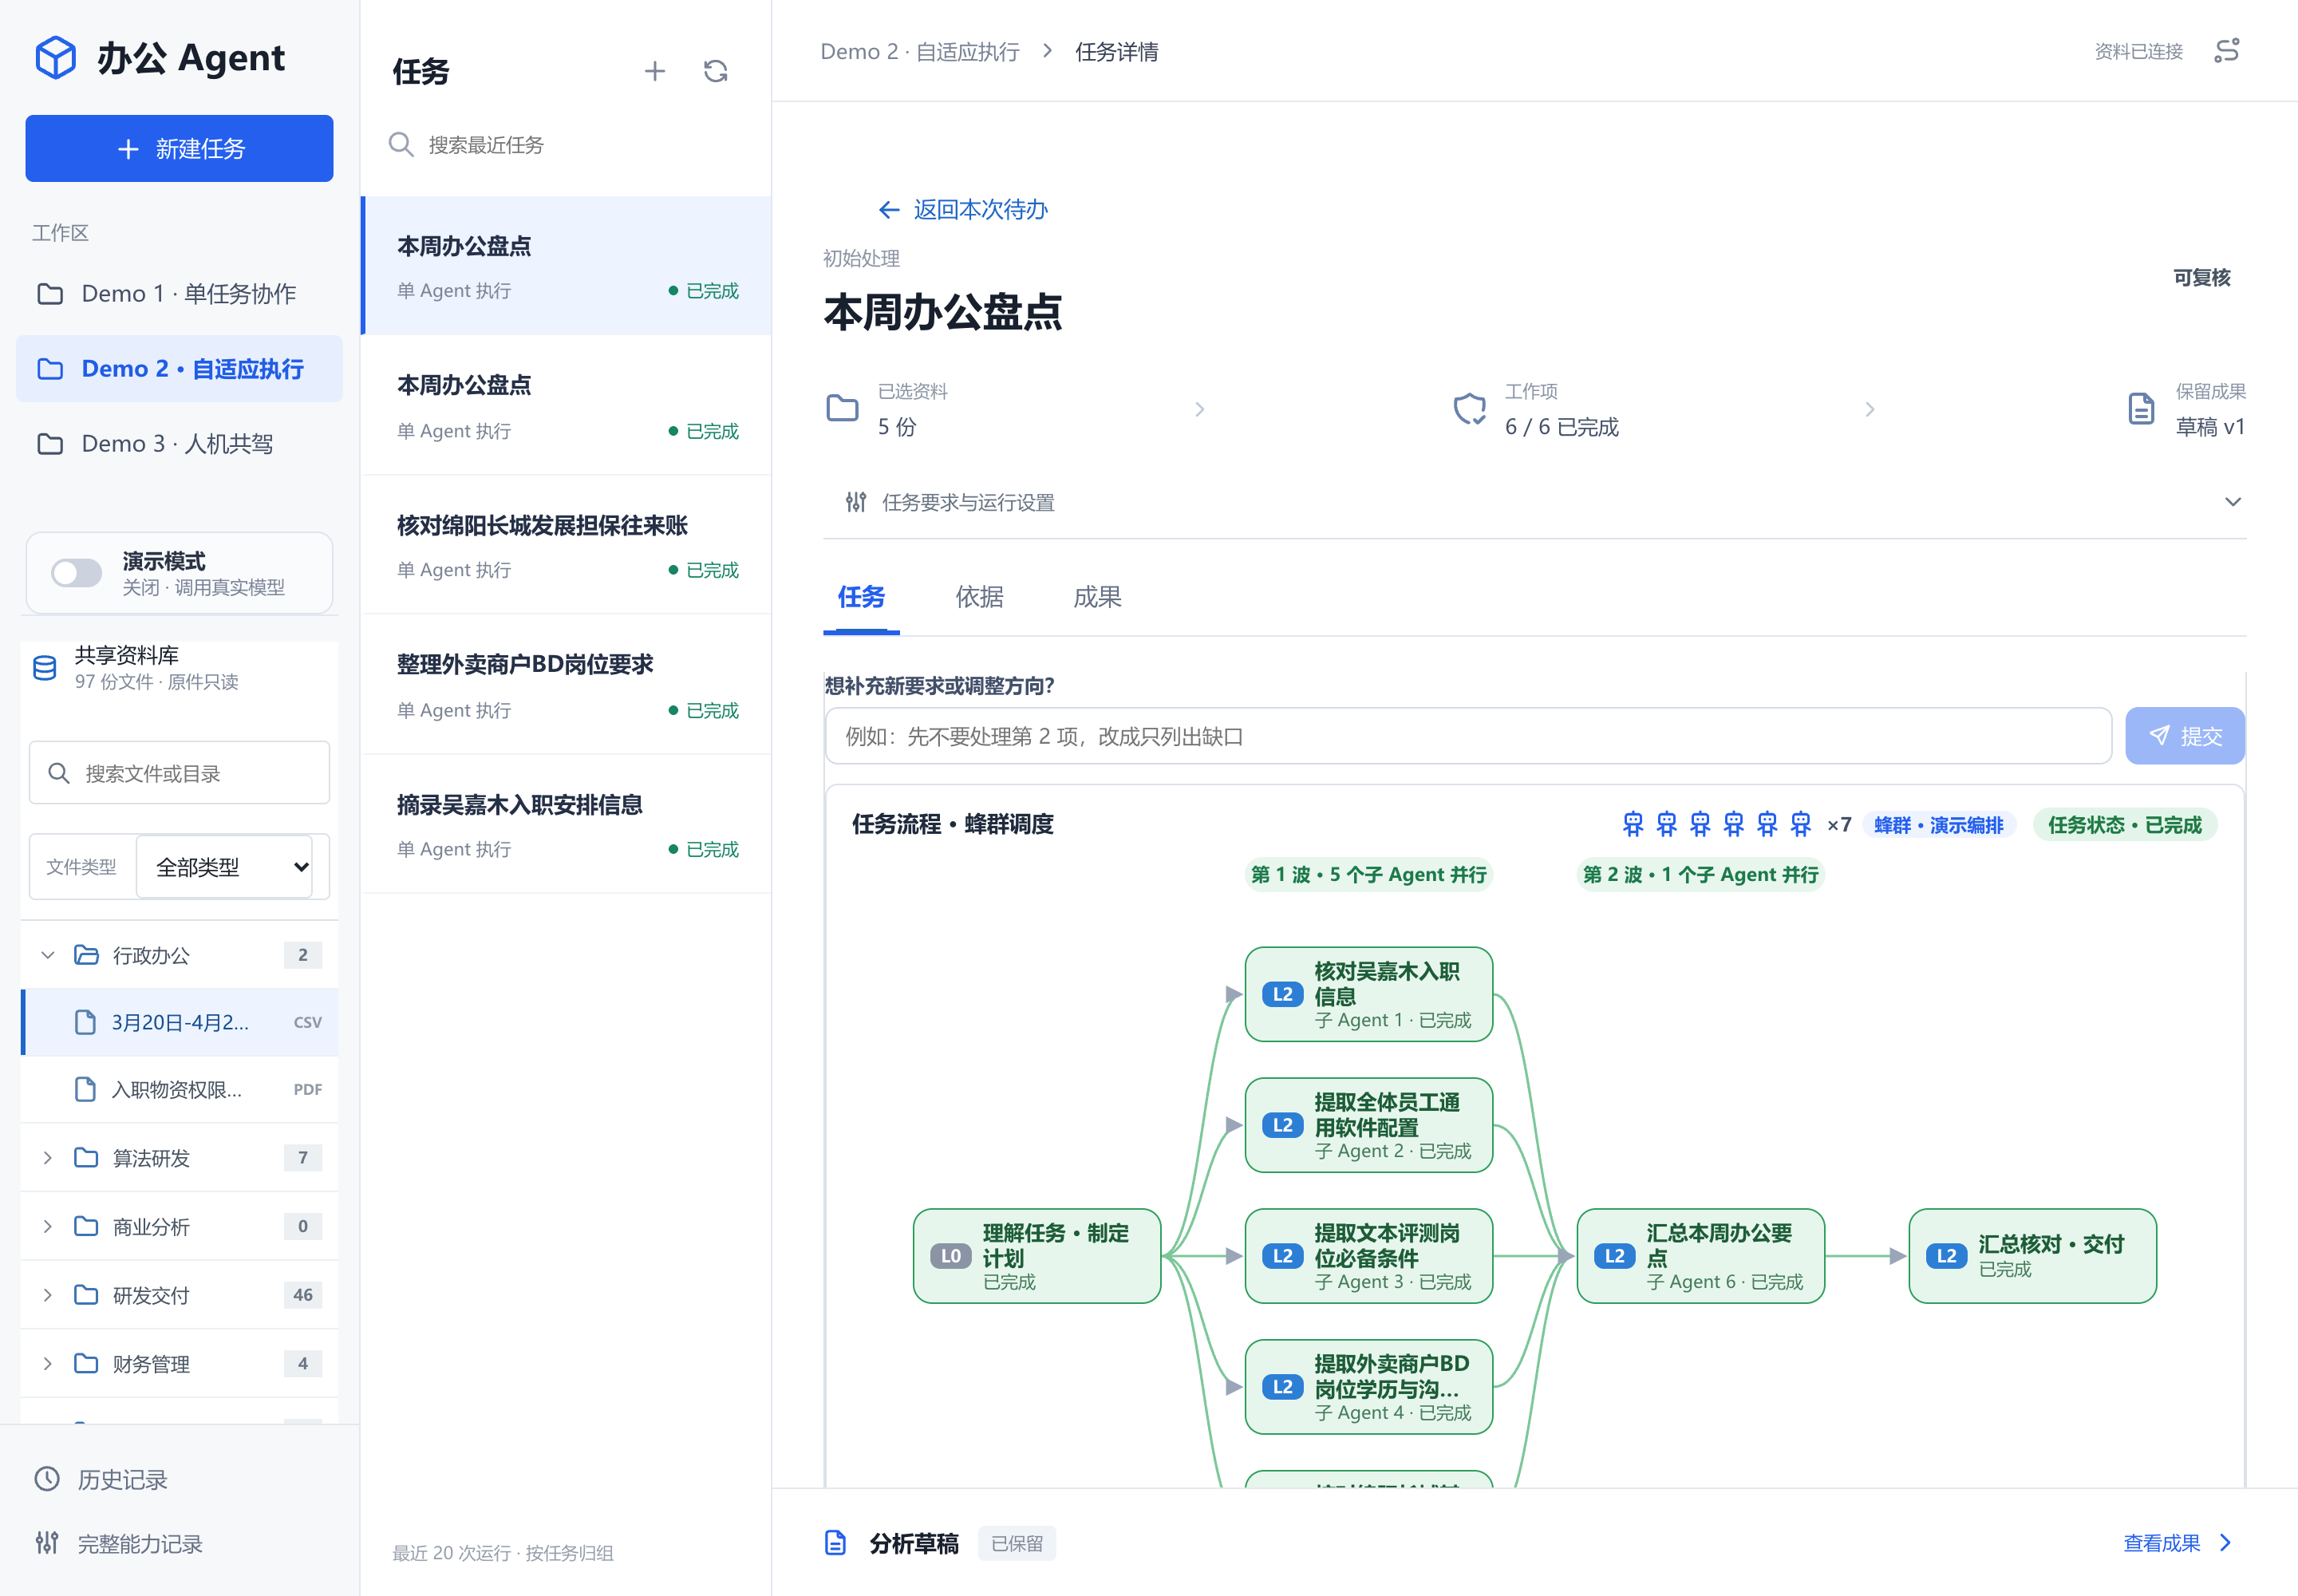 办公 Agent
新建任务
工作区
Demo 1 · 单任务协作
Demo 2 · 自适应执行
Demo 3 · 人机共驾
演示模式
关闭 · 调用真实模型
共享资料库
97 份文件 · 原件只读
搜索文件或目录
文件类型
全部类型
行政办公
2
3月20日-4月2...
CSV
入职物资权限...
PDF
算法研发
7
商业分析
0
研发交付
46
财务管理
4
历史记录
完整能力记录
任务
搜索最近任务
本周办公盘点
单 Agent 执行
已完成
本周办公盘点
单 Agent 执行
已完成
核对绵阳长城发展担保往来账
单 Agent 执行
已完成
整理外卖商户BD岗位要求
单 Agent 执行
已完成
摘录吴嘉木入职安排信息
单 Agent 执行
已完成
最近 20 次运行 · 按任务归组
Demo 2 · 自适应执行
任务详情
资料已连接
返回本次待办
初始处理
本周办公盘点
可复核
已选资料
5 份
工作项
6 / 6 已完成
保留成果
草稿 v1
任务要求与运行设置
任务
依据
成果
想补充新要求或调整方向?
例如：先不要处理第 2 项，改成只列出缺口
提交
任务流程 · 蜂群调度
×7
蜂群 · 演示编排
任务状态 · 已完成
第 1 波 · 5 个子 Agent 并行
第 2 波 · 1 个子 Agent 并行
L0
理解任务 · 制定
计划
已完成
L2
核对吴嘉木入职
信息
子 Agent 1 · 已完成
L2
提取全体员工通
用软件配置
子 Agent 2 · 已完成
L2
提取文本评测岗
位必备条件
子 Agent 3 · 已完成
L2
提取外卖商户BD
岗位学历与沟...
子 Agent 4 · 已完成
L2
汇总本周办公要
点
子 Agent 6 · 已完成
L2
汇总核对 · 交付
已完成
分析草稿
已保留
查看成果